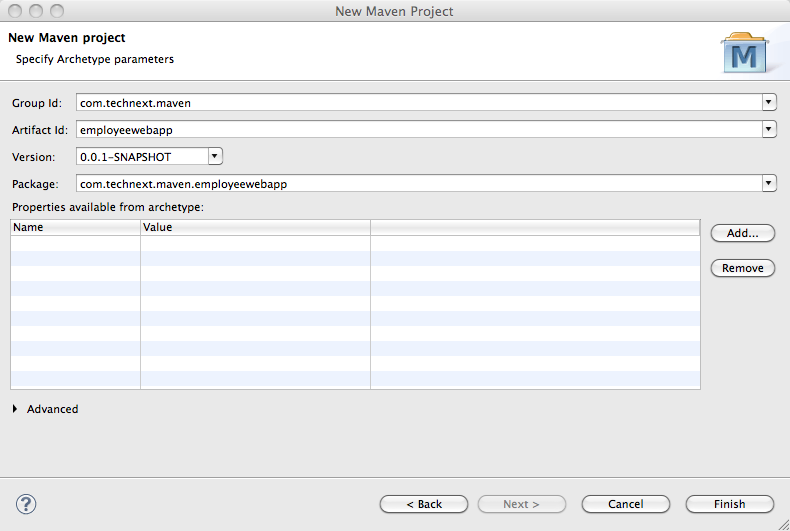 New Maven Project
New Maven project
Specify Archetype parameters
M
Group Id: com.technext.maven
Artifact Id: employeewebapp
Version: 0.0.1-SNAPSHOT
Package: com.technext.maven.employeewebapp
Properties available from archetype:
Name Value
Add...
Remove
Advanced
? < Back Next > Cancel Finish